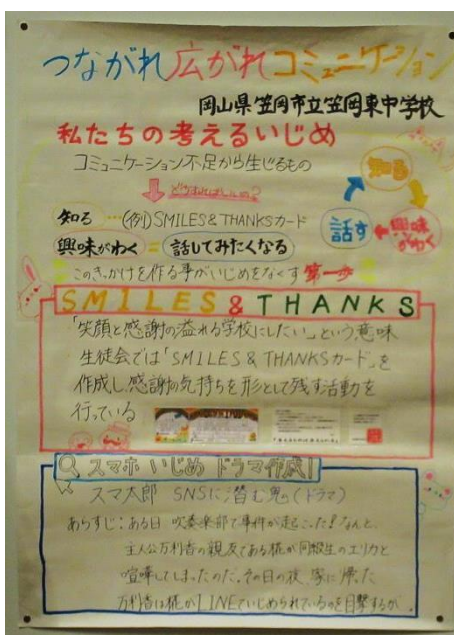 つながれ広がれコミュニケーション
岡山県笠岡市立笠岡東中学校
私たちの考えるいじめ
コミュニケーション不足から生じるもの
どうすればいいの?
知る …(例)SMILES&THANKSカード
興味がわく = 話してみたくなる
知る
興味がわく
話す
このきっかけを作る事がいじめをなくす第一歩
SMILES&THANKS
「笑顔と感謝の溢れる学校にしたい」という意味
生徒会では「SMILES&THANKSカード」を
作成し感謝の気持ちを形として残す活動を
行っている
スマホ いじめ ドラマ作成!
スマ太郎 SNSに潜む鬼(ドラマ)
あらすじ:ある日 吹奏楽部で事件が起こった!なんと、
主人公万利香の親友である椛が同級生のエリカと
喧嘩してしまったのだ。その日の夜、家に帰った
万利香は椛がLINEでいじめられているのを目撃するが